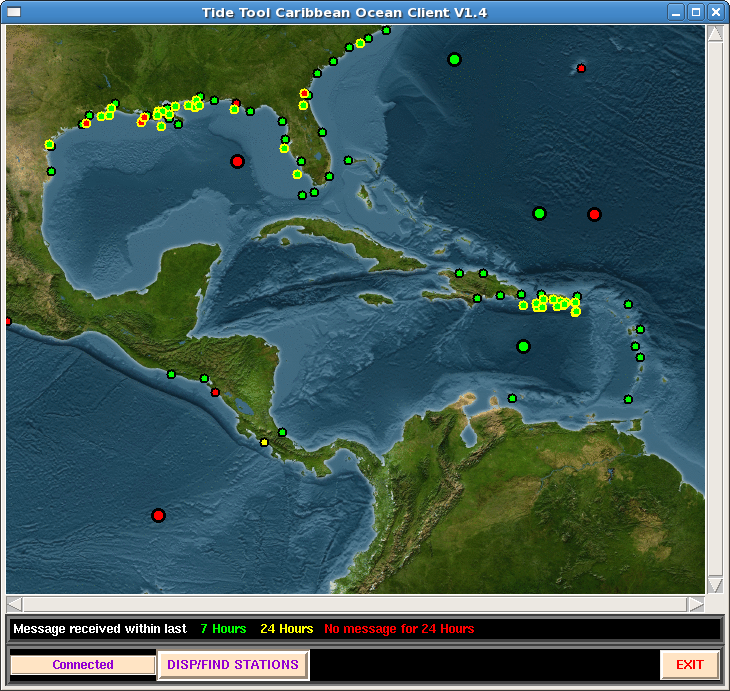 Tide Tool Caribbean Ocean Client V1.4
Message received within last 7 Hours 24 Hours No message for 24 Hours
Connected DISP/FIND STATIONS EXIT